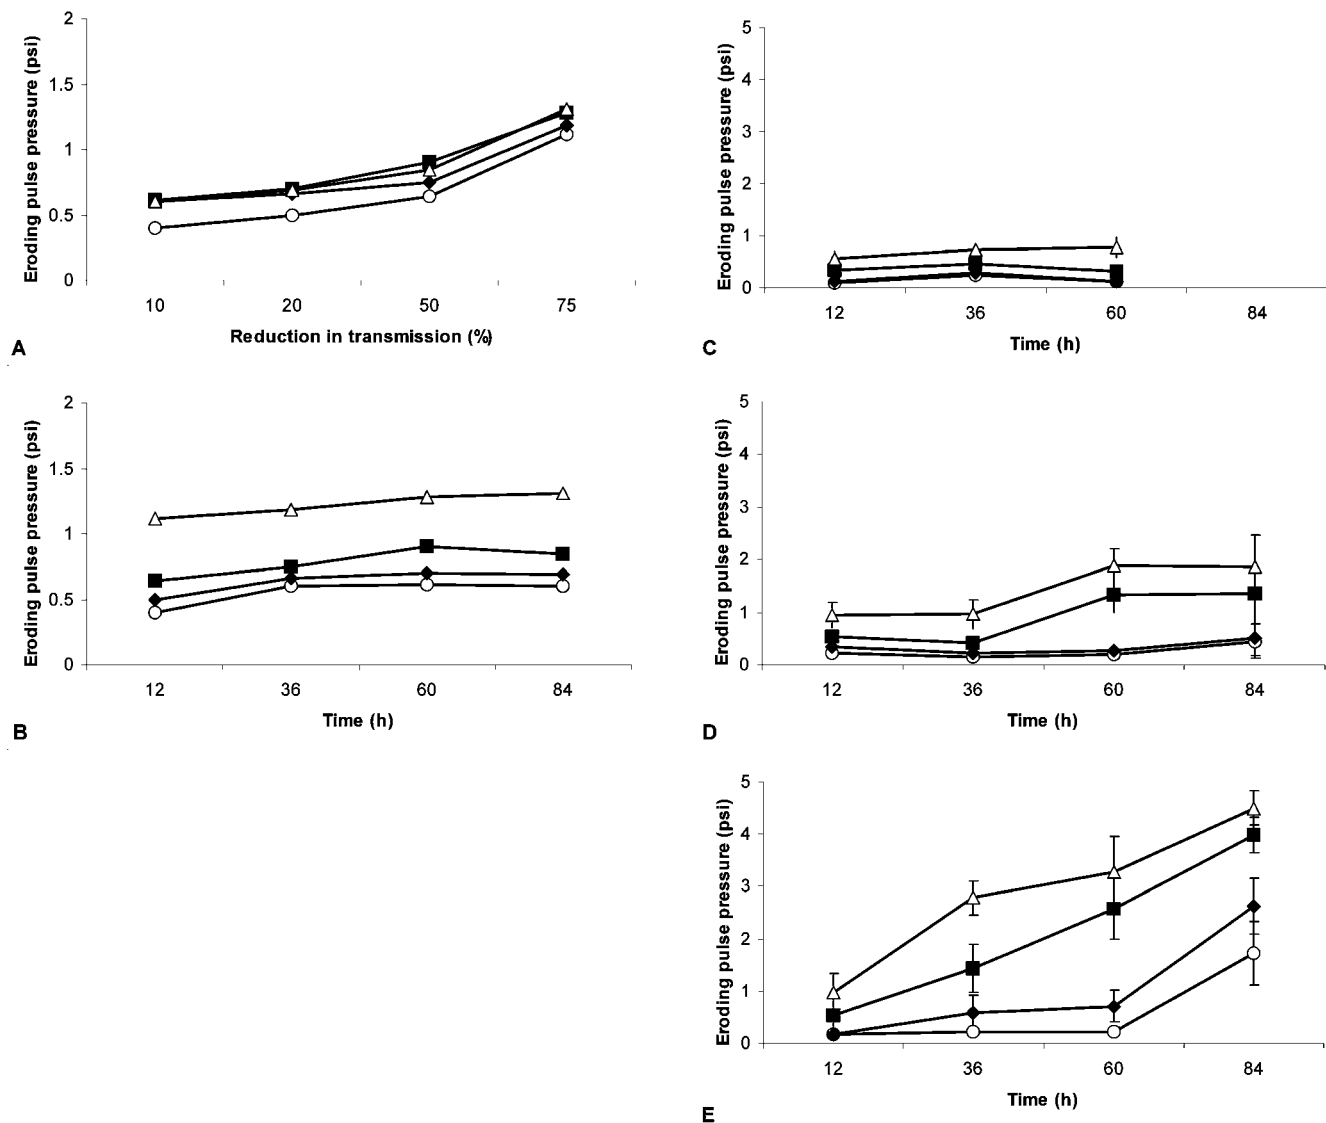 2
1.5
1
0.5
0
Eroding pulse pressure (psi)
10 20 50 75
Reduction in transmission (%)
A
2
1.5
1
0.5
0
Eroding pulse pressure (psi)
12 36 60 84
Time (h)
B
5
4
3
2
1
0
Eroding pulse pressure (psi)
12 36 60 84
Time (h)
C
5
4
3
2
1
0
Eroding pulse pressure (psi)
12 36 60 84
Time (h)
D
5
4
3
2
1
0
Eroding pulse pressure (psi)
12 36 60 84
Time (h)
E